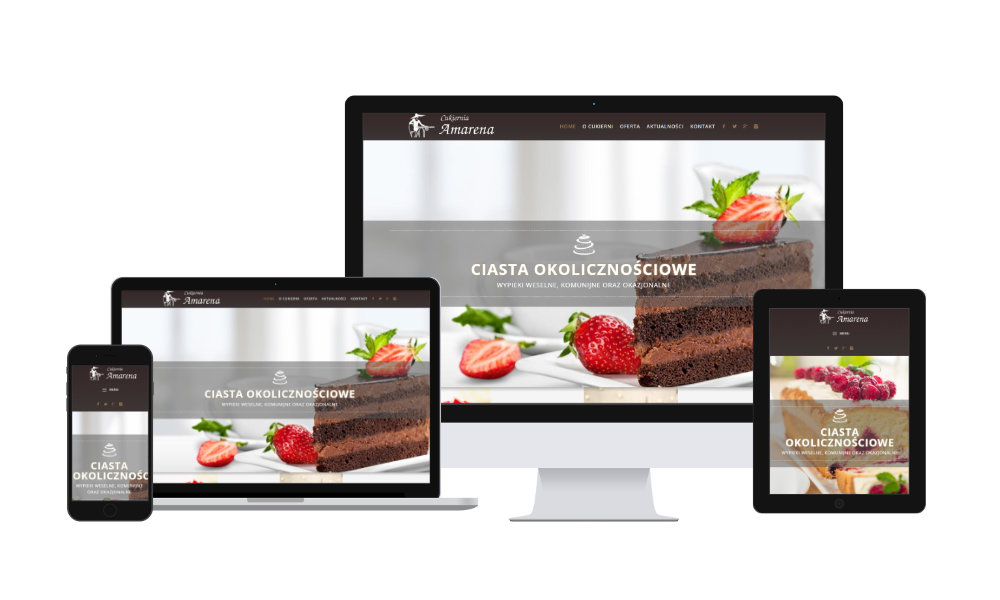 Cukiernia
Amarena
HOME O CUKIERNI OFERTA AKTUALNOŚCI KONTAKT
CIASTA OKOLICZNOŚCIOWE
WYPIEKI WESELNE, KOMUNIJNE ORAZ OKAZJONALNE
Cukiernia
Amarena
HOME O CUKIERNI OFERTA AKTUALNOŚCI KONTAKT
CIASTA OKOLICZNOŚCIOWE
WYPIEKI WESELNE, KOMUNIJNE ORAZ OKAZJONALNE
Cukiernia
Amarena
MENU
CIASTA
OKOLICZNOŚC
WYPIEKI WESELNE, KOMUNIJNE
ORAZ OKAZJONALNE
Cukiernia
Amarena
MENU
CIASTA
OKOLICZNOŚCIOWE
WYPIEKI WESELNE, KOMUNIJNE ORAZ OKAZJONALNE